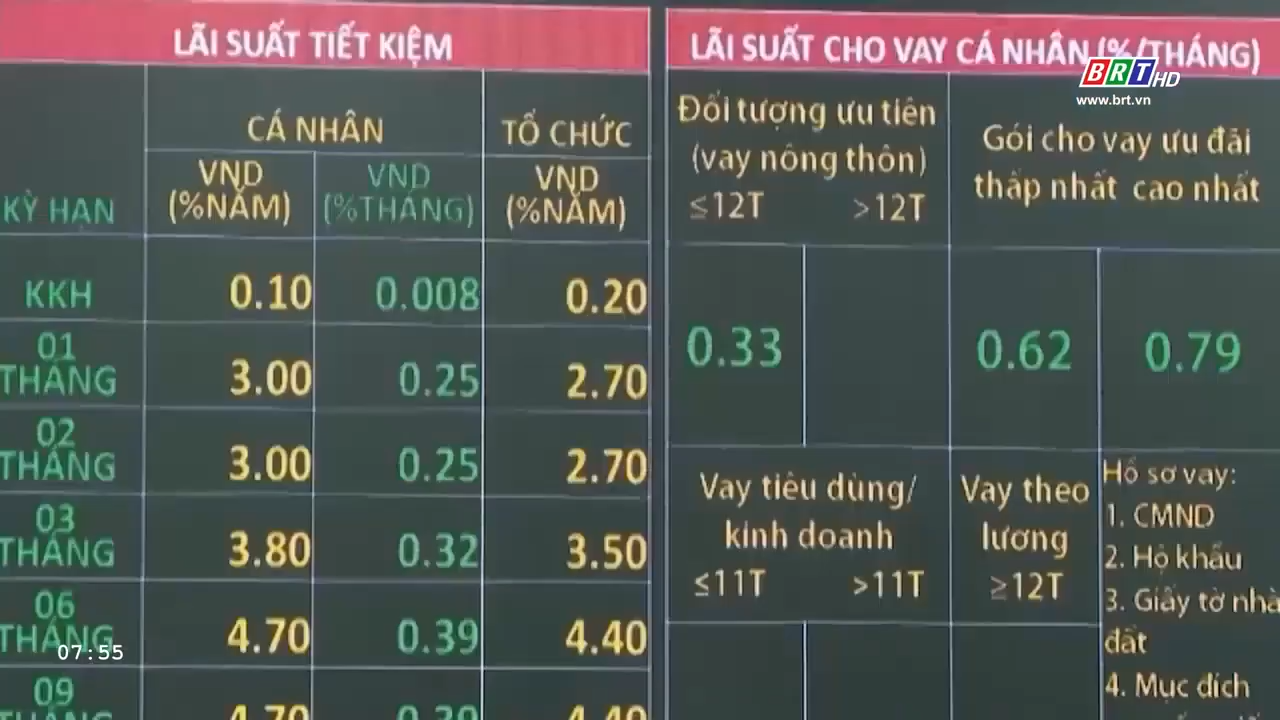 LÃI SUẤT TIẾT KIỆM
KỲ HẠN
CÁ NHÂN
TỔ CHỨC
VND
(%NĂM)
VND
(%THÁNG)
VND
(%NĂM)
KKH 0.10 0.008 0.20
01
THÁNG 3.00 0.25 2.70
02
THÁNG 3.00 0.25 2.70
03
THÁNG 3.80 0.32 3.50
06
THÁNG 4.70 0.39 4.40
09 4.70 0.39 4.40
07:55
LÃI SUẤT CHO VAY CÁ NHÂN (%/THÁNG)
BRT HD
www.brt.vn
Đối tượng ưu tiên
(vay nông thôn)
≤12T >12T
Gói cho vay ưu đãi
thấp nhất cao nhất
0.33 0.62 0.79
Vay tiêu dùng/
kinh doanh
≤11T >11T
Vay theo
lương
≥12T
Hồ sơ vay:
1. CMND
2. Hộ khẩu
3. Giấy tờ nhà
đất
4. Mục đích